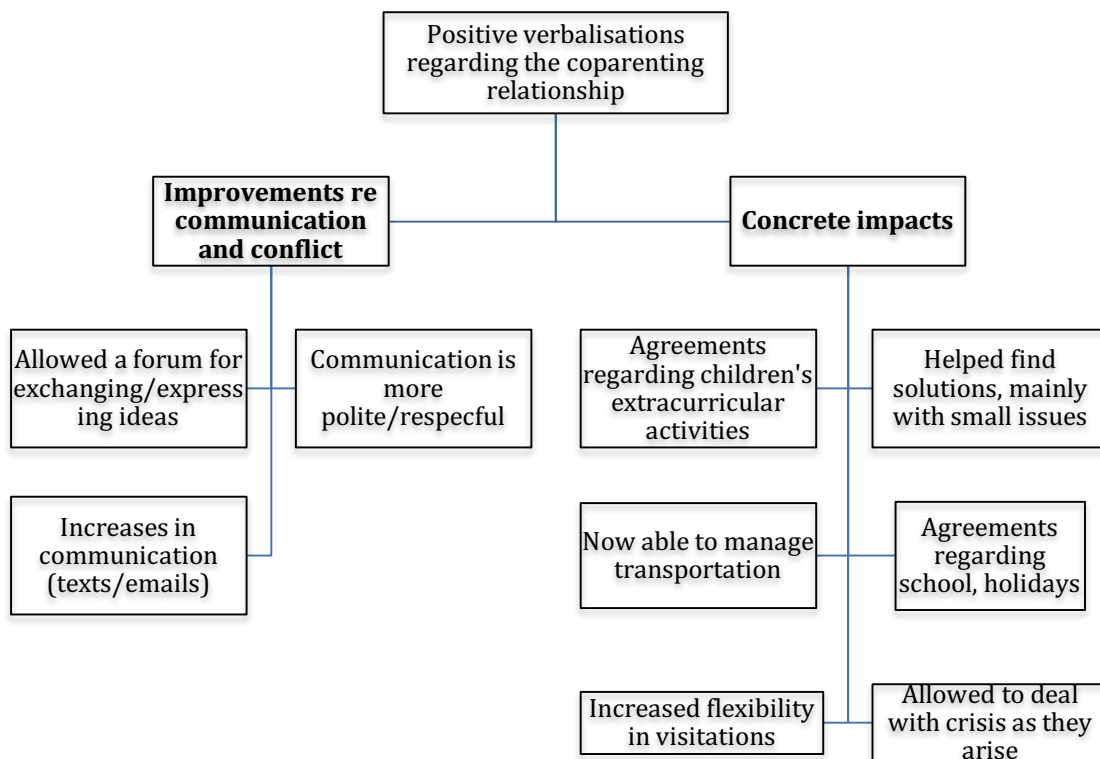 Positive verbalisations
regarding the coparenting
relationship
Improvements re
communication
and conflict
Concrete impacts
Allowed a forum for
exchanging/express
ing ideas
Communication is
more
polite/respecful
Agreements
regarding children's
extracurricular
activities
Helped find
solutions, mainly
with small issues
Increases in
communication
(texts/emails)
Now able to manage
transportation
Agreements
regarding
school, holidays
Increased flexibility
in visitations
Allowed to deal
with crisis as they
arise